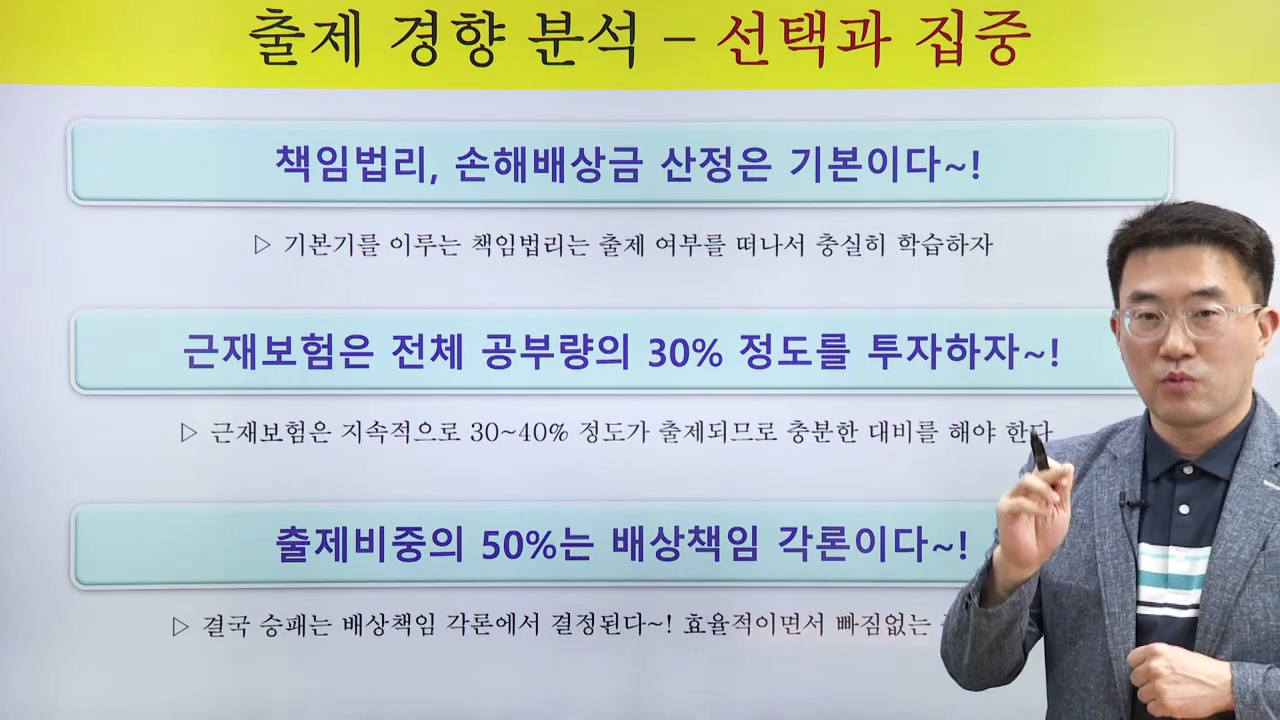 출제 경향 분석 – 선택과 집중
책임법리, 손해배상금 산정은 기본이다~!
▷ 기본기를 이루는 책임법리는 출제 여부를 떠나서 충실히 학습하자
근재보험은 전체 공부량의 30% 정도를 투자하자~!
▷ 근재보험은 지속적으로 30~40% 정도가 출제되므로 충분한 대비를 해야 한다
출제비중의 50%는 배상책임 각론이다~!
▷ 결국 승패는 배상책임 각론에서 결정된다~! 효율적이면서 빠짐없는